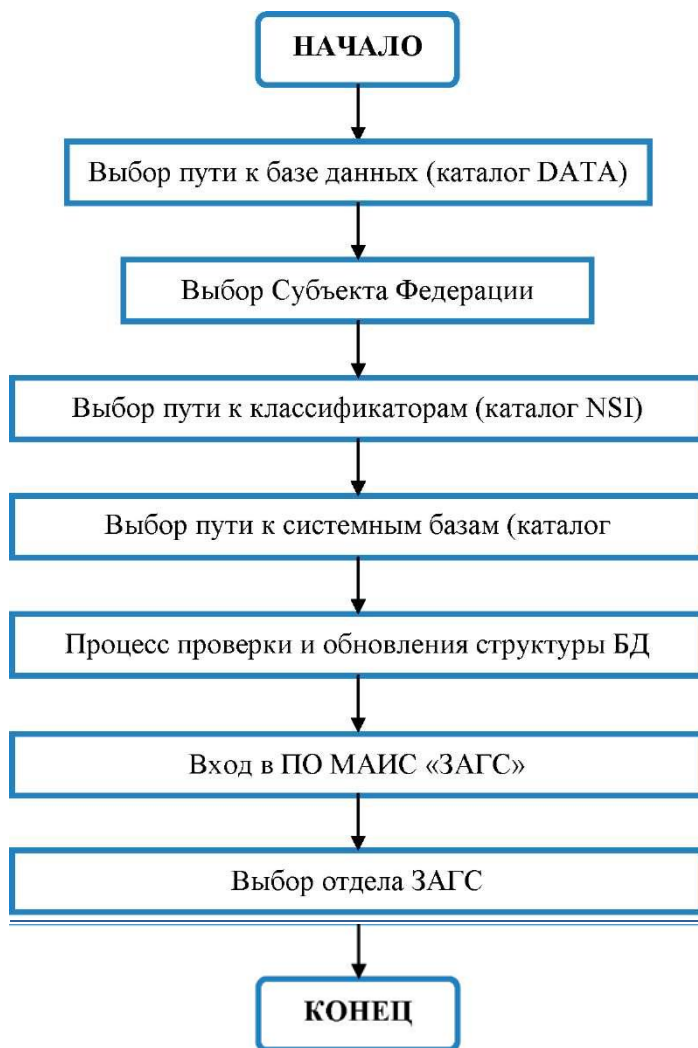 НАЧАЛО
Выбор пути к базе данных (каталог DATA)
Выбор Субъекта Федерации
Выбор пути к классификаторам (каталог NSI)
Выбор пути к системным базам (каталог
Процесс проверки и обновления структуры БД
Вход в ПО МАИС «ЗАГС»
Выбор отдела ЗАГС
КОНЕЦ